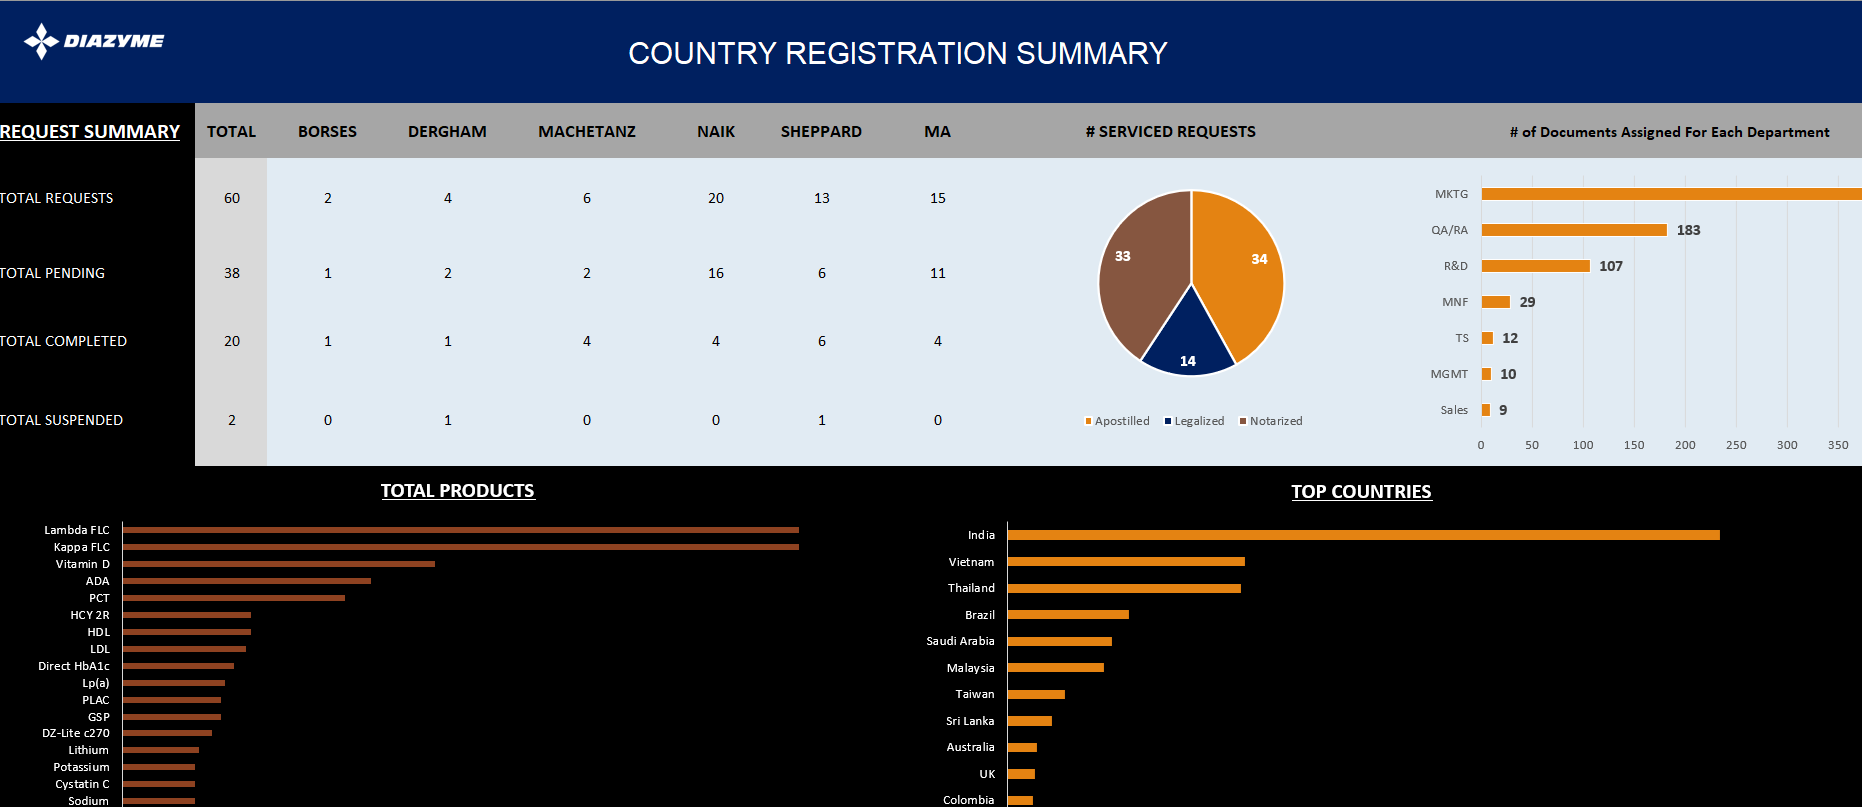 DIAZYME
COUNTRY REGISTRATION SUMMARY
REQUEST SUMMARY TOTAL BORSES DERGHAM MACHETANZ NAIK SHEPPARD MA # SERVICED REQUESTS # of Documents Assigned For Each Department
TOTAL REQUESTS 60 2 4 6 20 13 15
TOTAL PENDING 38 1 2 2 16 6 11
TOTAL COMPLETED 20 1 1 4 4 6 4
TOTAL SUSPENDED 2 0 1 0 0 1 0
33 34
14
Apostilled Legalized Notarized
MKTG
QA/RA 183
R&D 107
MNF 29
TS 12
MGMT 10
Sales 9
0 50 100 150 200 250 300 350
TOTAL PRODUCTS
Lambda FLC
Kappa FLC
Vitamin D
ADA
PCT
HCY 2R
HDL
LDL
Direct HbA1c
Lp(a)
PLAC
GSP
DZ-Lite c270
Lithium
Potassium
Cystatin C
Sodium
TOP COUNTRIES
India
Vietnam
Thailand
Brazil
Saudi Arabia
Malaysia
Taiwan
Sri Lanka
Australia
UK
Colombia